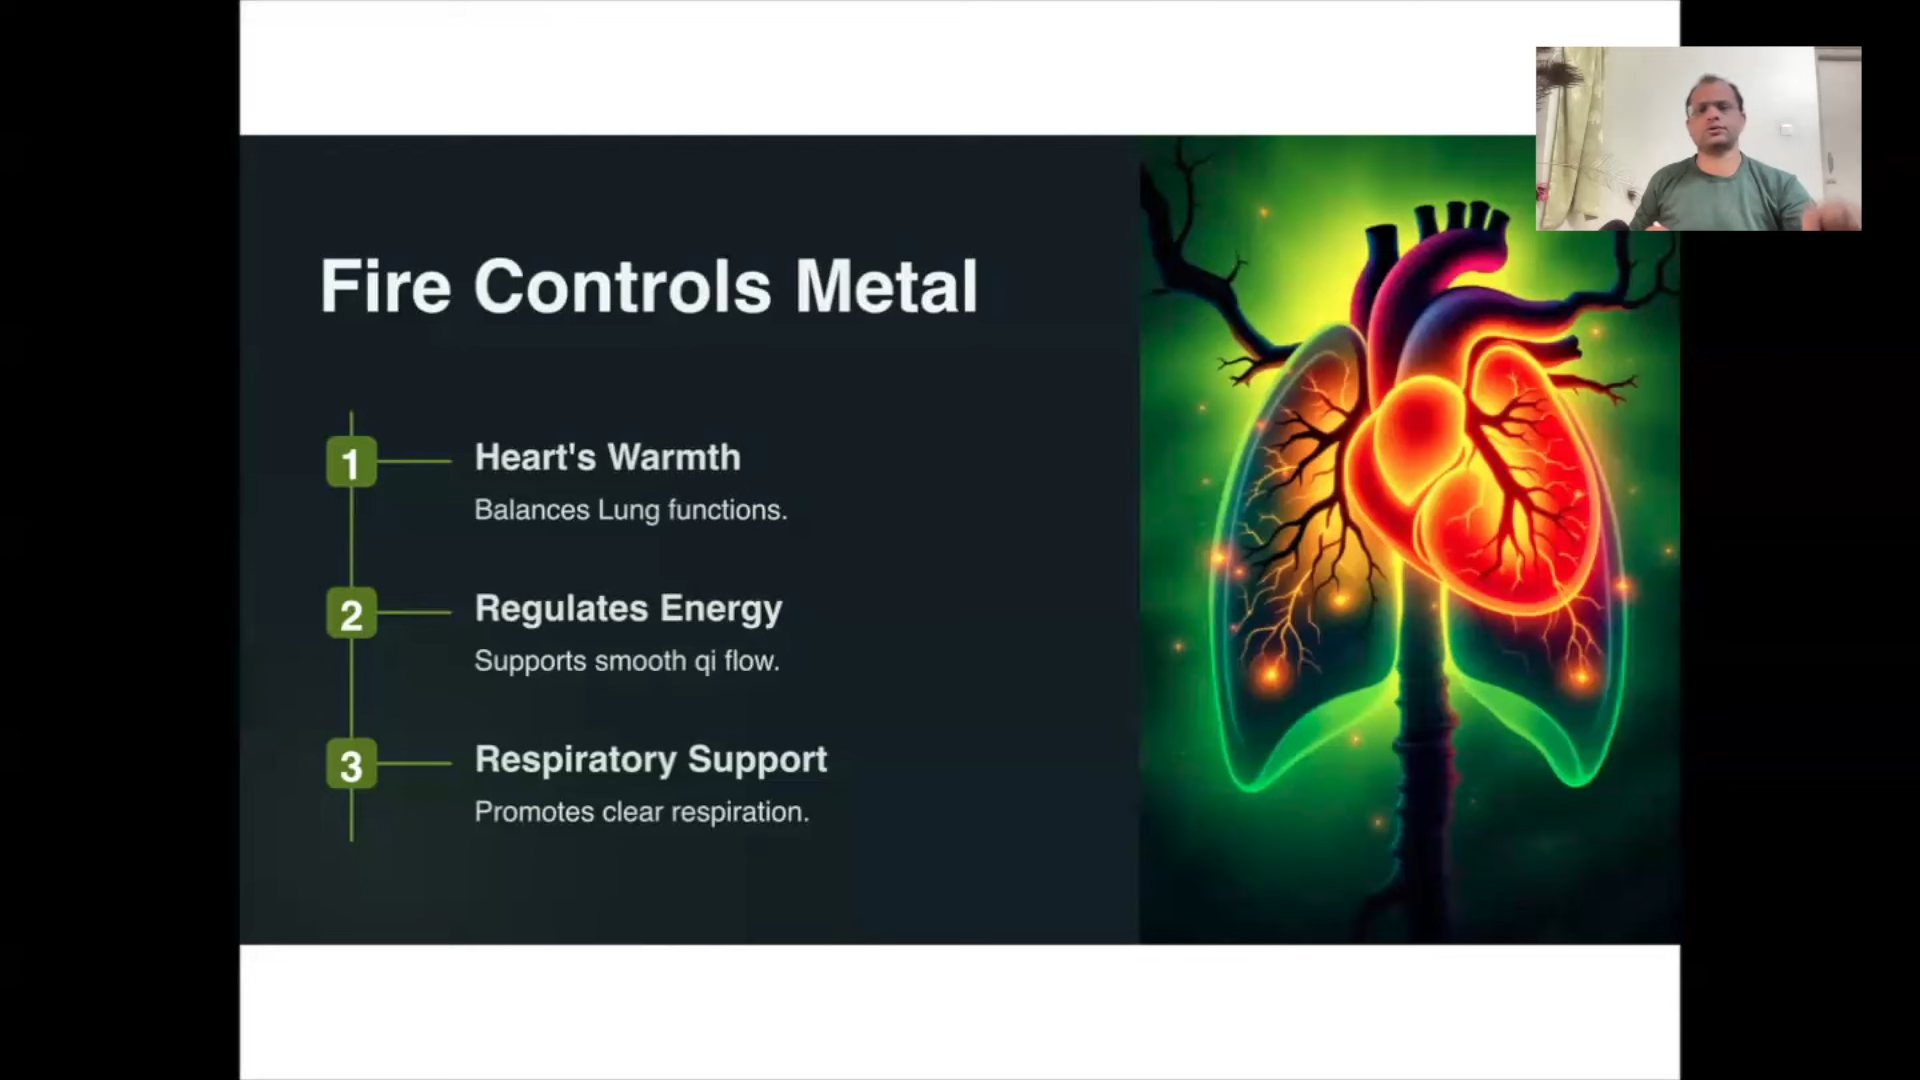 Fire Controls Metal
1
Heart's Warmth
Balances Lung functions.
2
Regulates Energy
Supports smooth qi flow.
3
Respiratory Support
Promotes clear respiration.